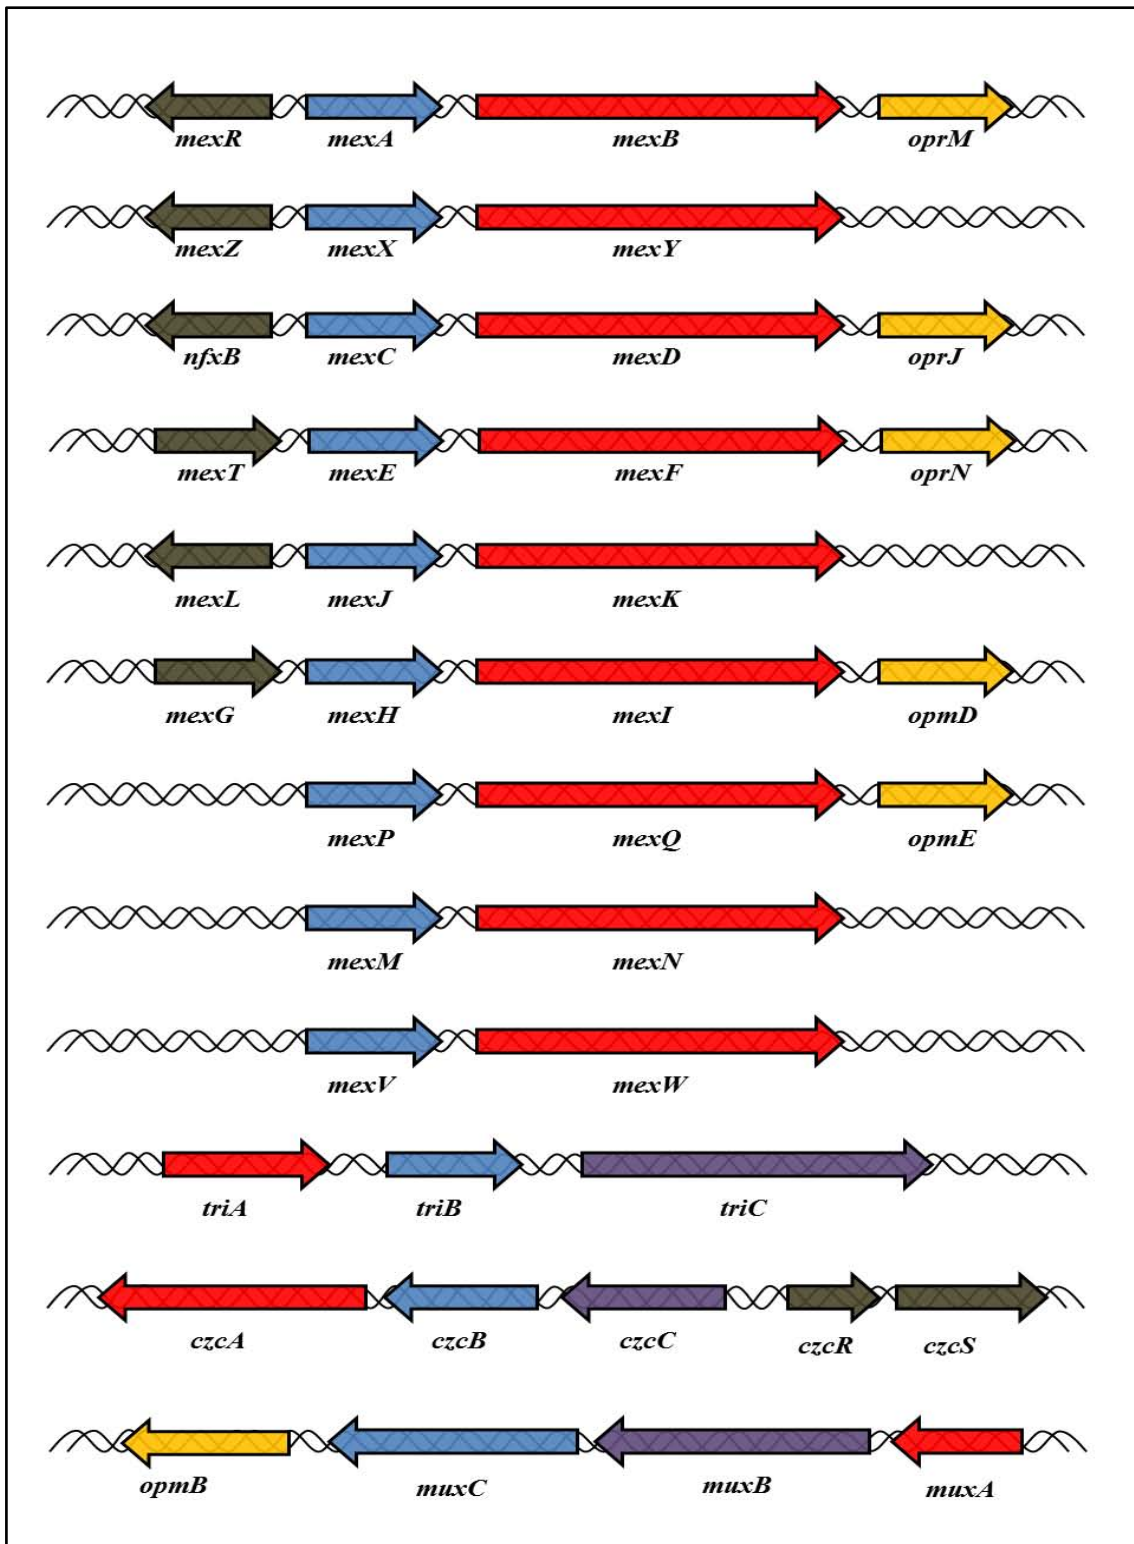 mexR mexA mexB oprM
mexZ mexX mexY
nfxB mexC mexD oprJ
mexT mexE mexF oprN
mexL mexJ mexK
mexG mexH mexI opmD
mexP mexQ opmE
mexM mexN
mexV mexW
triA triB triC
czcA czcB czcC czcR czcS
opmB muxC muxB muxA